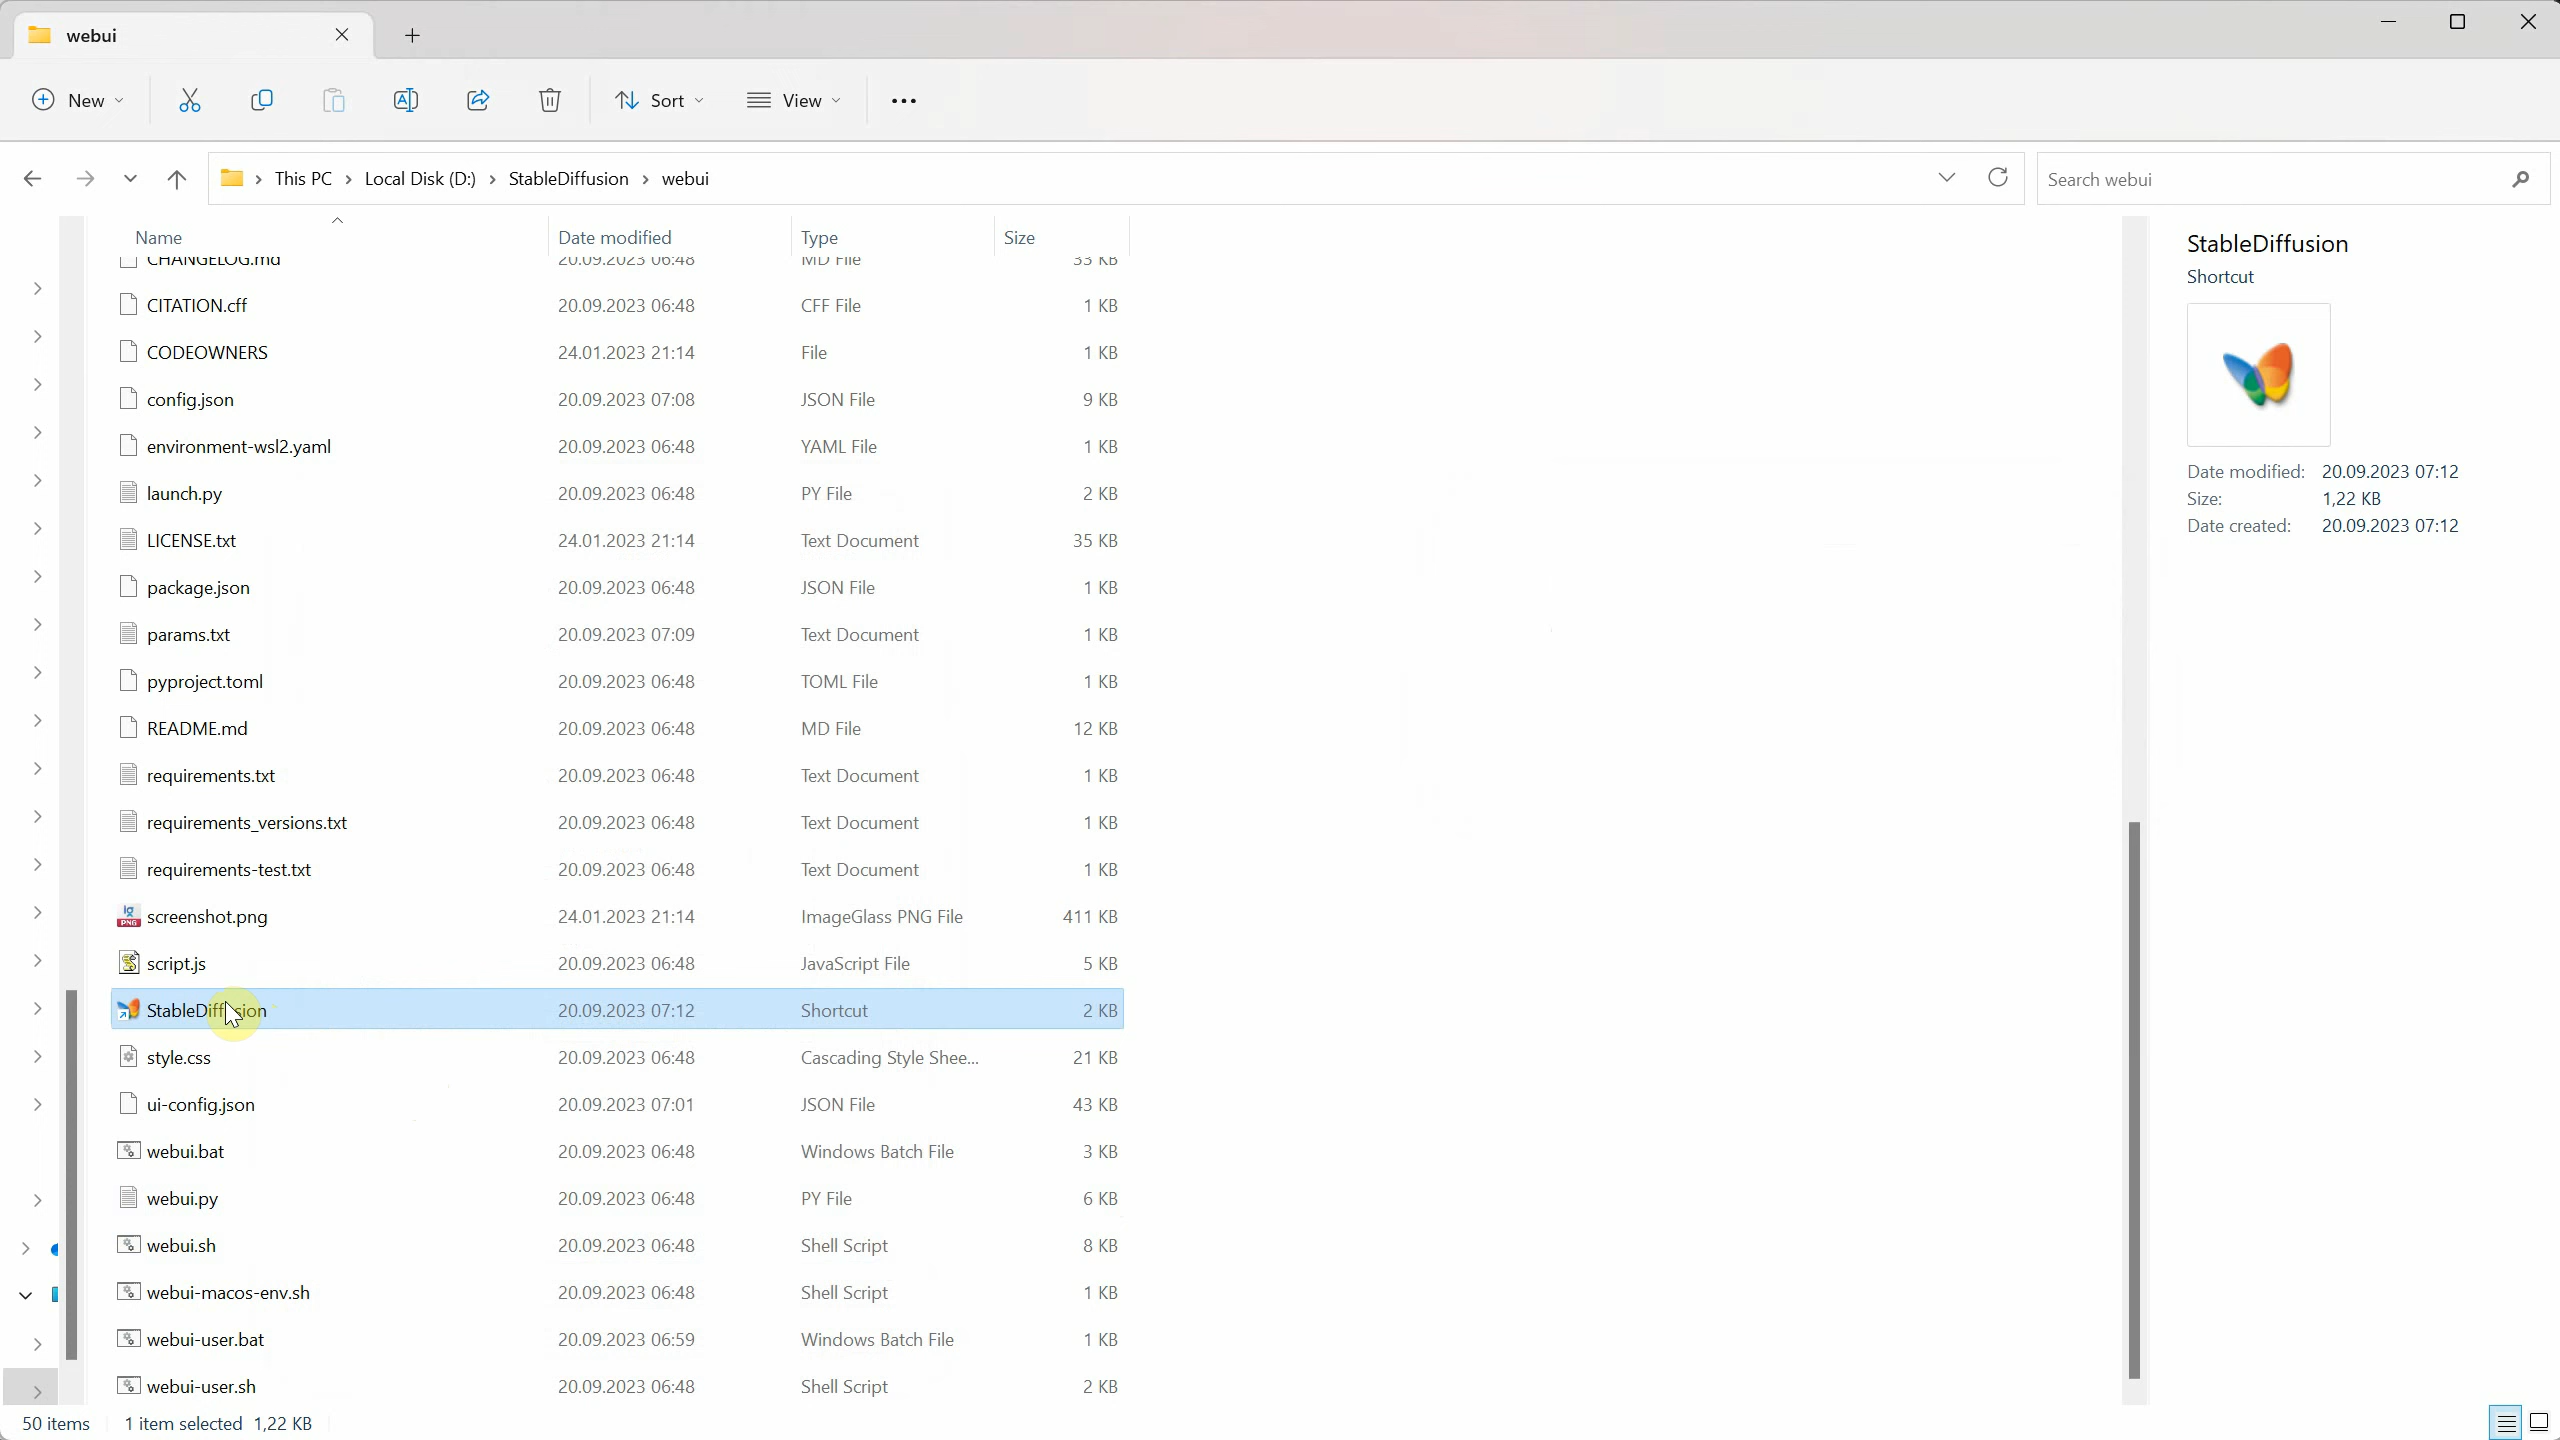 webui
New
Sort
View
This PC
Local Disk (D:)
StableDiffusion
webui
Search webui
Name Date modified Type Size
CHANGELOG.md 20.09.2023 06:48 MD File 33 KB
CITATION.cff 20.09.2023 06:48 CFF File 1 KB
CODEOWNERS 24.01.2023 21:14 File 1 KB
config.json 20.09.2023 07:08 JSON File 9 KB
environment-wsl2.yaml 20.09.2023 06:48 YAML File 1 KB
launch.py 20.09.2023 06:48 PY File 2 KB
LICENSE.txt 24.01.2023 21:14 Text Document 35 KB
package.json 20.09.2023 06:48 JSON File 1 KB
params.txt 20.09.2023 07:09 Text Document 1 KB
pyproject.toml 20.09.2023 06:48 TOML File 1 KB
README.md 20.09.2023 06:48 MD File 12 KB
requirements.txt 20.09.2023 06:48 Text Document 1 KB
requirements_versions.txt 20.09.2023 06:48 Text Document 1 KB
requirements-test.txt 20.09.2023 06:48 Text Document 1 KB
screenshot.png 24.01.2023 21:14 ImageGlass PNG File 411 KB
script.js 20.09.2023 06:48 JavaScript File 5 KB
StableDiffusion 20.09.2023 07:12 Shortcut 2 KB
style.css 20.09.2023 06:48 Cascading Style Shee... 21 KB
ui-config.json 20.09.2023 07:01 JSON File 43 KB
webui.bat 20.09.2023 06:48 Windows Batch File 3 KB
webui.py 20.09.2023 06:48 PY File 6 KB
webui.sh 20.09.2023 06:48 Shell Script 8 KB
webui-macos-env.sh 20.09.2023 06:48 Shell Script 1 KB
webui-user.bat 20.09.2023 06:59 Windows Batch File 1 KB
webui-user.sh 20.09.2023 06:48 Shell Script 2 KB
StableDiffusion
Shortcut
Date modified: 20.09.2023 07:12
Size: 1,22 KB
Date created: 20.09.2023 07:12
50 items 1 item selected 1,22 KB